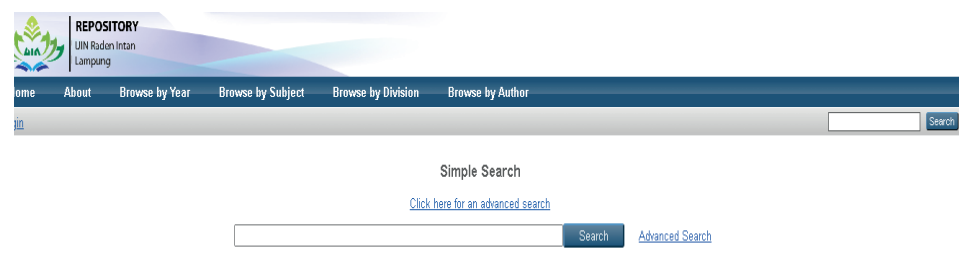 REPOSITORY
UIN Raden Intan
Lampung
ome About Browse by Year Browse by Subject Browse by Division Browse by Author
gin Search
Simple Search
Click here for an advanced search
Search Advanced Search